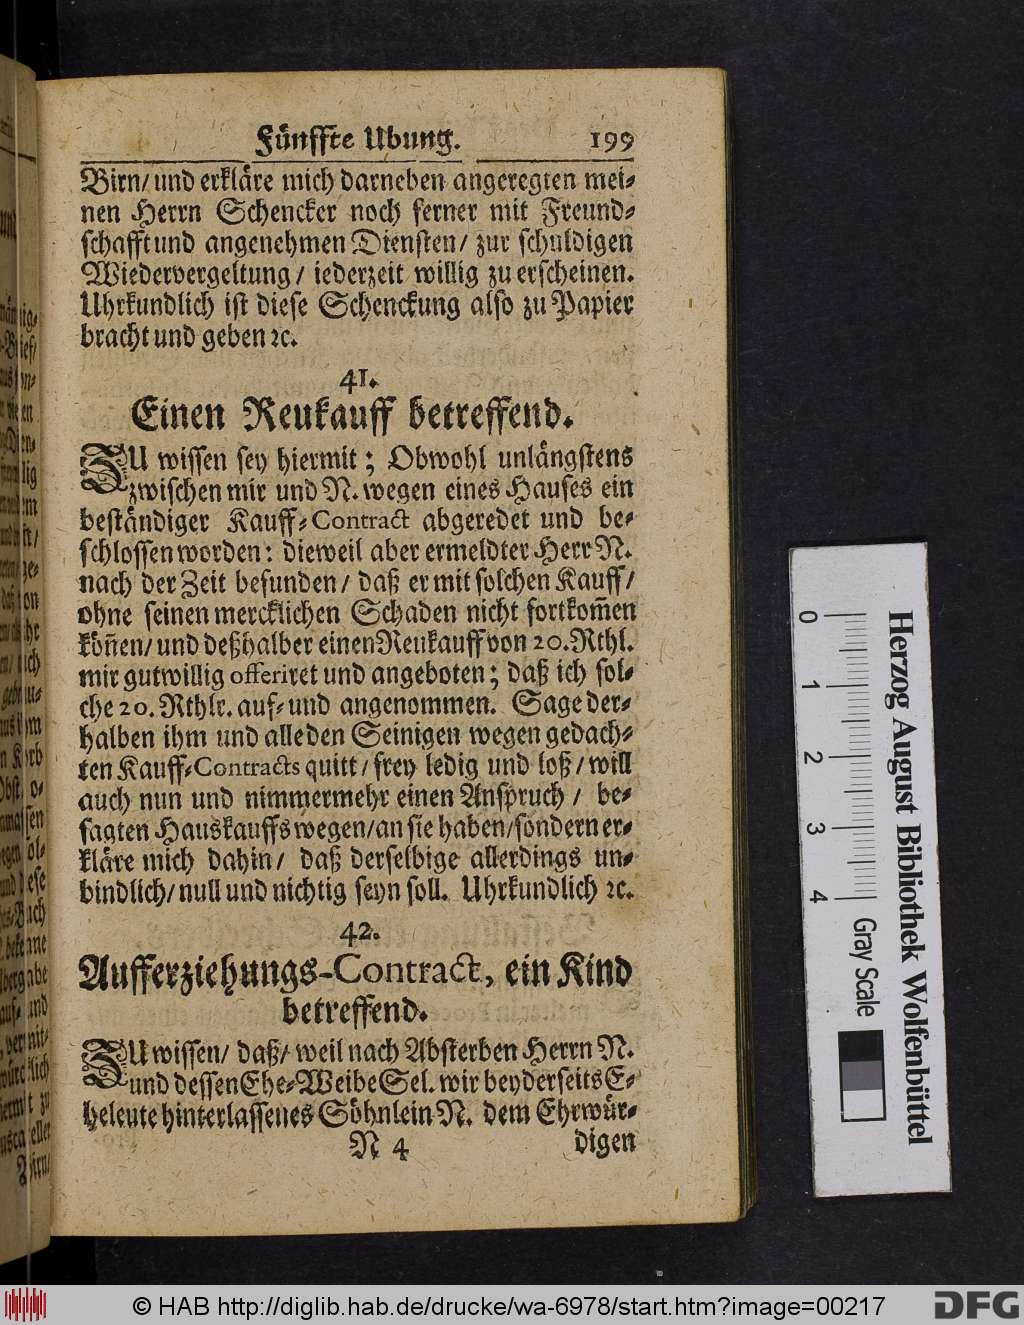 Fünffte Ubung. 199
Birn/ und erkläre mich darneben angeregten mei-
nen Herrn Schencker noch ferner mit Freund-
schafft und angenehmen Diensten/ zur schuldigen
Wiedervergeltung/ iederzeit willig zu erscheinen.
Uhrkundlich ist diese Schenckung also zu Papier
bracht und geben ꝛc.
41.
Einen Reukauff betreffend.
ZU wissen sey hiermit; Obwohl unlängstens
zwischen mir und N. wegen eines Hauses ein
beständiger Kauff-Contract abgeredet und be-
schlossen worden: dieweil aber ermeldter Herr N.
nach der Zeit befunden/ daß er mit solchen Kauff/
ohne seinen mercklichen Schaden nicht fortkom̃en
köñen/ und deßhalber einen Reukauff von 20. Rthl.
mir gutwillig offeriret und angeboten; daß ich sol-
che 20. Rthlr. auf- und angenommen. Sage der-
halben ihm und alle den Seinigen wegen gedach-
ten Kauff-Contracts quitt/ frey ledig und loß/ will
auch nun und nimmermehr einen Anspruch / be-
sagten Hauskauffs wegen/ an sie haben/ sondern er-
kläre mich dahin/ daß derselbige allerdings un-
bindlich/ null und nichtig seyn soll. Uhrkundlich ꝛc.
42.
Aufferziehungs-Contract, ein Kind
betreffend.
ZU wissen/ daß/ weil nach Absterben Herrn N.
und dessen Ehe-Weibe Sel. wir beyderseits E-
heleute hinterlassenes Söhnlein N. dem Ehrwür-
N 4 digen
0 1 2 3 4
Gray Scale
Herzog August Bibliothek Wolfenbüttel
© HAB http://diglib.hab.de/drucke/wa-6978/start.htm?image=00217
DFG